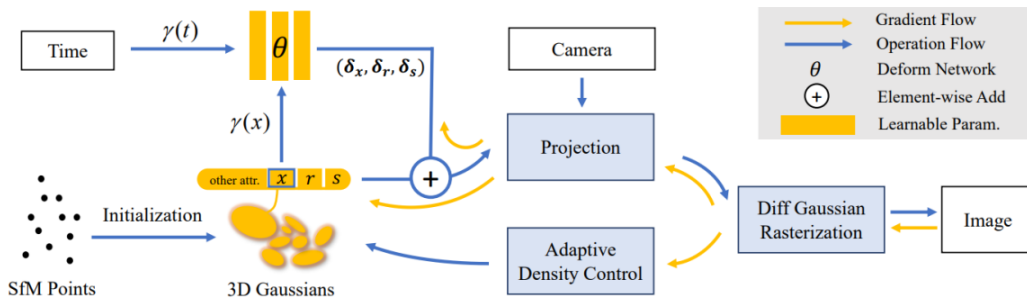 Time
γ(t)
θ
(δx, δr, δs)
Camera
Gradient Flow
Operation Flow
θ Deform Network
+ Element-wise Add
Learnable Param.
γ(x)
Projection
other attr. x r s
+
Initialization
Diff Gaussian
Rasterization
Image
Adaptive
Density Control
SfM Points
3D Gaussians